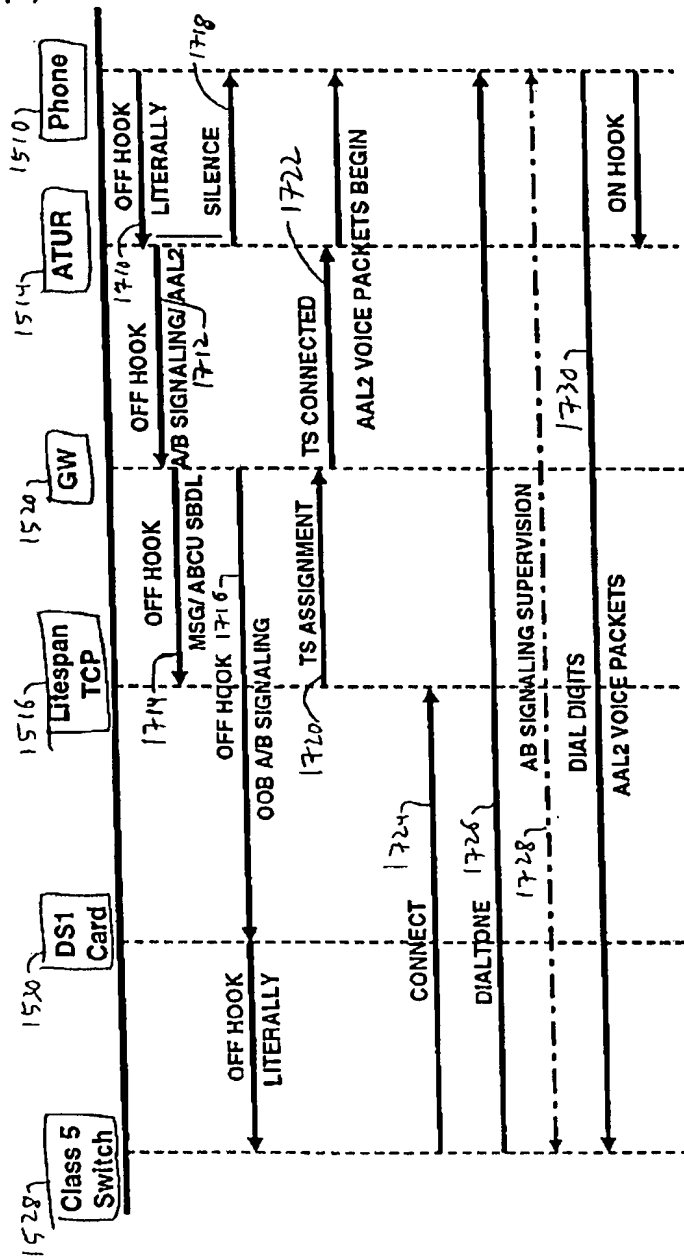 1528
Class 5
Switch
1530
DS1
Card
1516
Litespan
TCP
1520
GW
1514
ATUR
1510
Phone
OFF HOOK
LITERALLY
1710
OFF HOOK
A/B SIGNALING/AAL2
1712
SILENCE
1718
OFF HOOK
MSG/ABCU SBDL
1714
OFF HOOK 1716
OOB A/B SIGNALING
OFF HOOK
LITERALLY
TS ASSIGNMENT
1720
TS CONNECTED
1722
AAL2 VOICE PACKETS BEGIN
CONNECT
1724
DIALTONE
1726
AB SIGNALING SUPERVISION
1728
DIAL DIGITS
1730
AAL2 VOICE PACKETS
ON HOOK